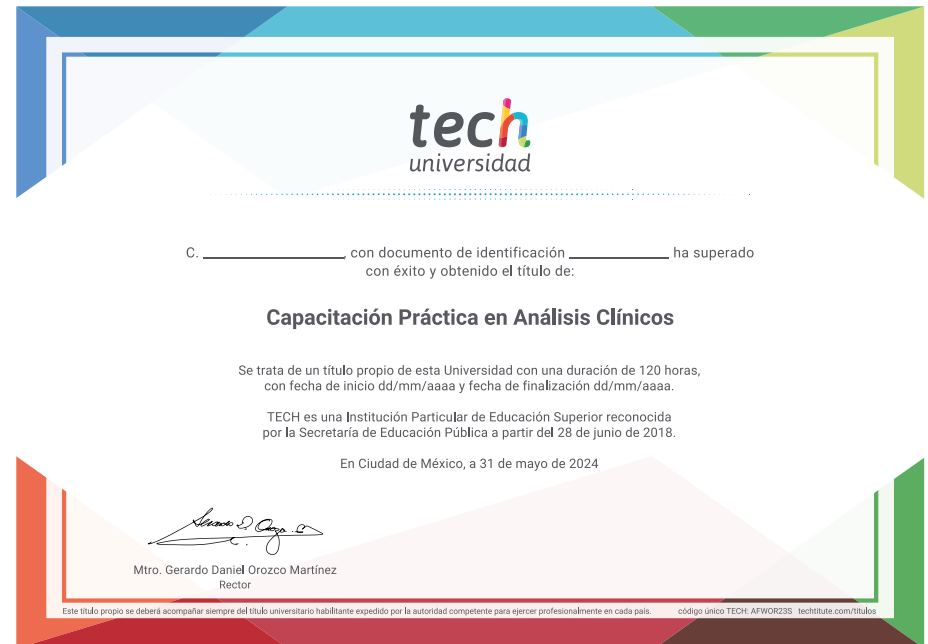 tech
universidad
C. ____________, con documento de identificación ____________ ha superado
con éxito y obtenido el título de:
Capacitación Práctica en Análisis Clínicos
Se trata de un título propio de esta Universidad con una duración de 120 horas,
con fecha de inicio dd/mm/aaaa y fecha de finalización dd/mm/aaaa.
TECH es una Institución Particular de Educación Superior reconocida
por la Secretaría de Educación Pública a partir del 28 de junio de 2018.
En Ciudad de México, a 31 de mayo de 2024
Mtro. Gerardo Daniel Orozco Martínez
Rector
Este título propio se deberá acompañar siempre del título universitario habilitante expedido por la autoridad competente para ejercer profesionalmente en cada país. código único TECH: AFWOR23S techtitute.com/titulos